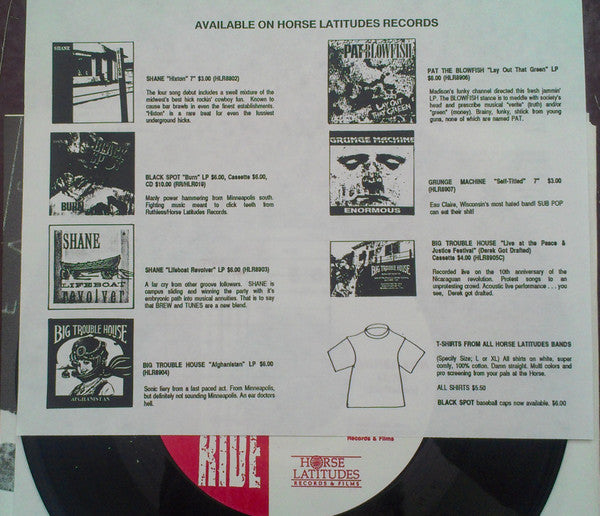 AVAILABLE ON HORSE LATITUDES RECORDS
SHANE
SHANE "Hixton" 7" $3.00 (HLR8902)
The four song debut includes a swell mixture of the
midwest's best hick rockin' cowboy fun. Known to
cause bar brawls in even the finest establishments.
"Hixton" is a rare treat for even the fussiest
underground hicks.
BURN
BLACK SPOT "Burn" LP $6.00, Cassette $6.00,
CD $10.00 (RR/HLR019)
Manly power hammering from Minneapolis south.
Fighting music meant to click teeth from
Ruthless/Horse Latitudes Records.
SHANE
LIFEBOAT
revolver
SHANE "Lifeboat Revolver" LP $6.00 (HLR8903)
A far cry from other groove followers. SHANE is
campus sliding and winning the party with it's
embryonic path into musical annuities. That is to say
that BREW and TUNES are a new blend.
BIG TROUBLE HOUSE
AFGHANISTAN
BIG TROUBLE HOUSE "Afghanistan" LP $6.00
(HLR8904)
Sonic fiery from a last paced act. From Minneapolis,
but definitely not sounding Minneapolis. An ear doctors
hell.
PAT BLOWFISH
LAY OUT
THAT GREEN
PAT THE BLOWFISH "Lay Out That Green" LP
$6.00 (HLR8906)
Madison's funky channel directed this fresh jammin'
LP. The BLOWFISH stance is to meddle with society's
head and prescribe musical "verite" (truth) and/or
"green" (money). Brainy, funky, shtick from young
guns, none of which are named PAT.
GRUNGE MACHINE
ENORMOUS
GRUNGE MACHINE "Self-Titled" 7" $3.00
(HLR8907)
Eau Claire, Wisconsin's most hated band! SUB POP
can eat their shit!
BIG TROUBLE HOUSE
BIG TROUBLE HOUSE "Live at the Peace &
Justice Festival" (Derek Got Drafted)
Cassette $4.00 (HLR8905C)
Recorded live on the 10th anniversary of the
Nicaraguan revolution. Protest songs to an
unprotesting crowd. Acoustic live performance . . . you
see, Derek got drafted.
T-SHIRTS FROM ALL HORSE LATITUDES BANDS
(Specify Size; L or XL) All shirts on white, super
comfy, 100% cotton. Damn straight. Multi colors and
pro screening from your pals at the Horse.
ALL SHIRTS $5.50
BLACK SPOT baseball caps now available. $6.00
Records & Films
RIDE
HORSE
LATITUDES
RECORDS & FILMS